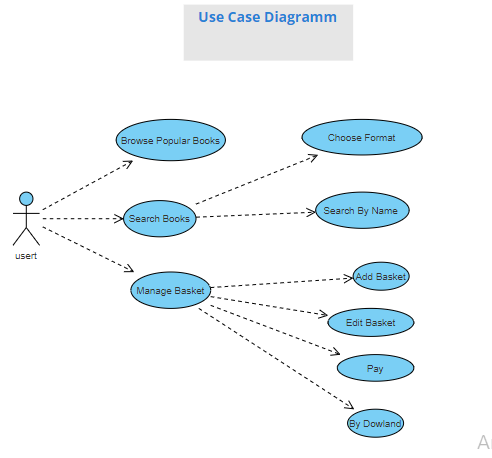 Use Case Diagramm
Browse Popular Books
Choose Format
Search Books
Search By Name
usert
Manage Basket
Add Basket
Edit Basket
Pay
By Dowland